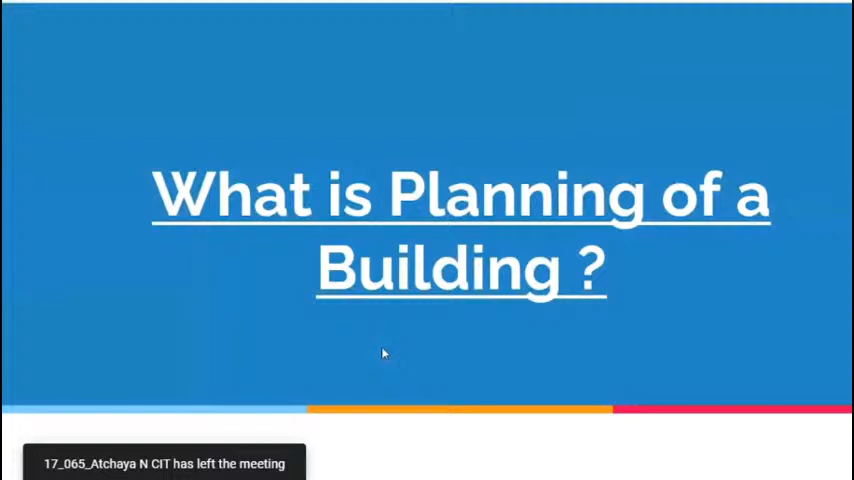 What is Planning of a
Building ?
17_065_Atchaya N CIT has left the meeting